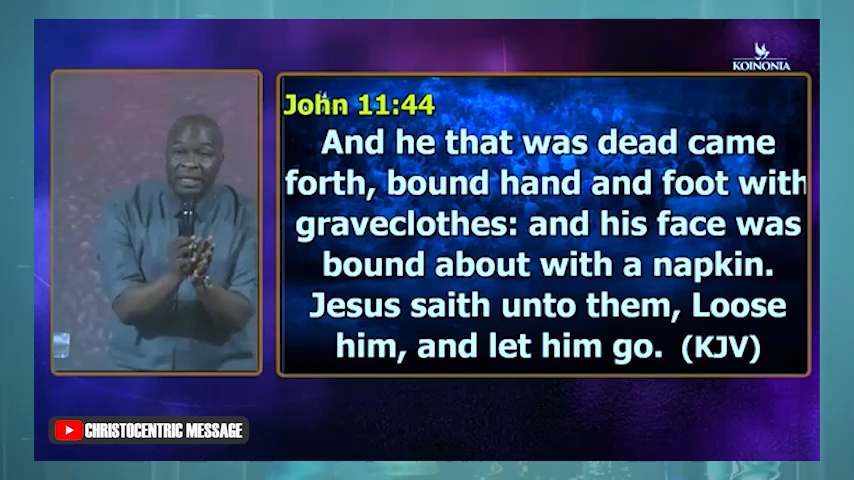 KOINONIA
John 11:44
And he that was dead came
forth, bound hand and foot with
graveclothes: and his face was
bound about with a napkin.
Jesus saith unto them, Loose
him, and let him go. (KJV)
CHRISTOCENTRIC MESSAGE